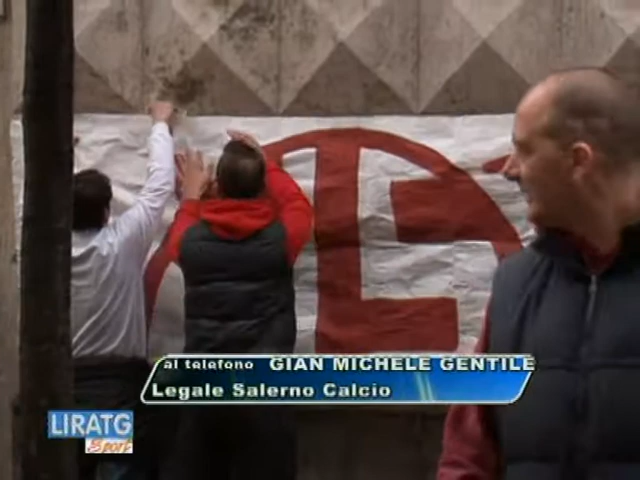 al telefono GIAN MICHELE GENTILE
Legale Salerno Calcio
LIRATG
Sport